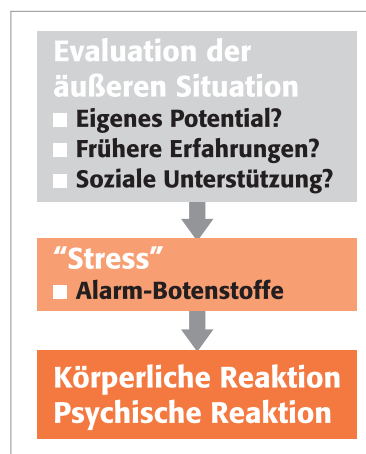 Evaluation der
äußeren Situation
Eigenes Potential?
Frühere Erfahrungen?
Soziale Unterstützung?
“Stress”
Alarm-Botenstoffe
Körperliche Reaktion
Psychische Reaktion